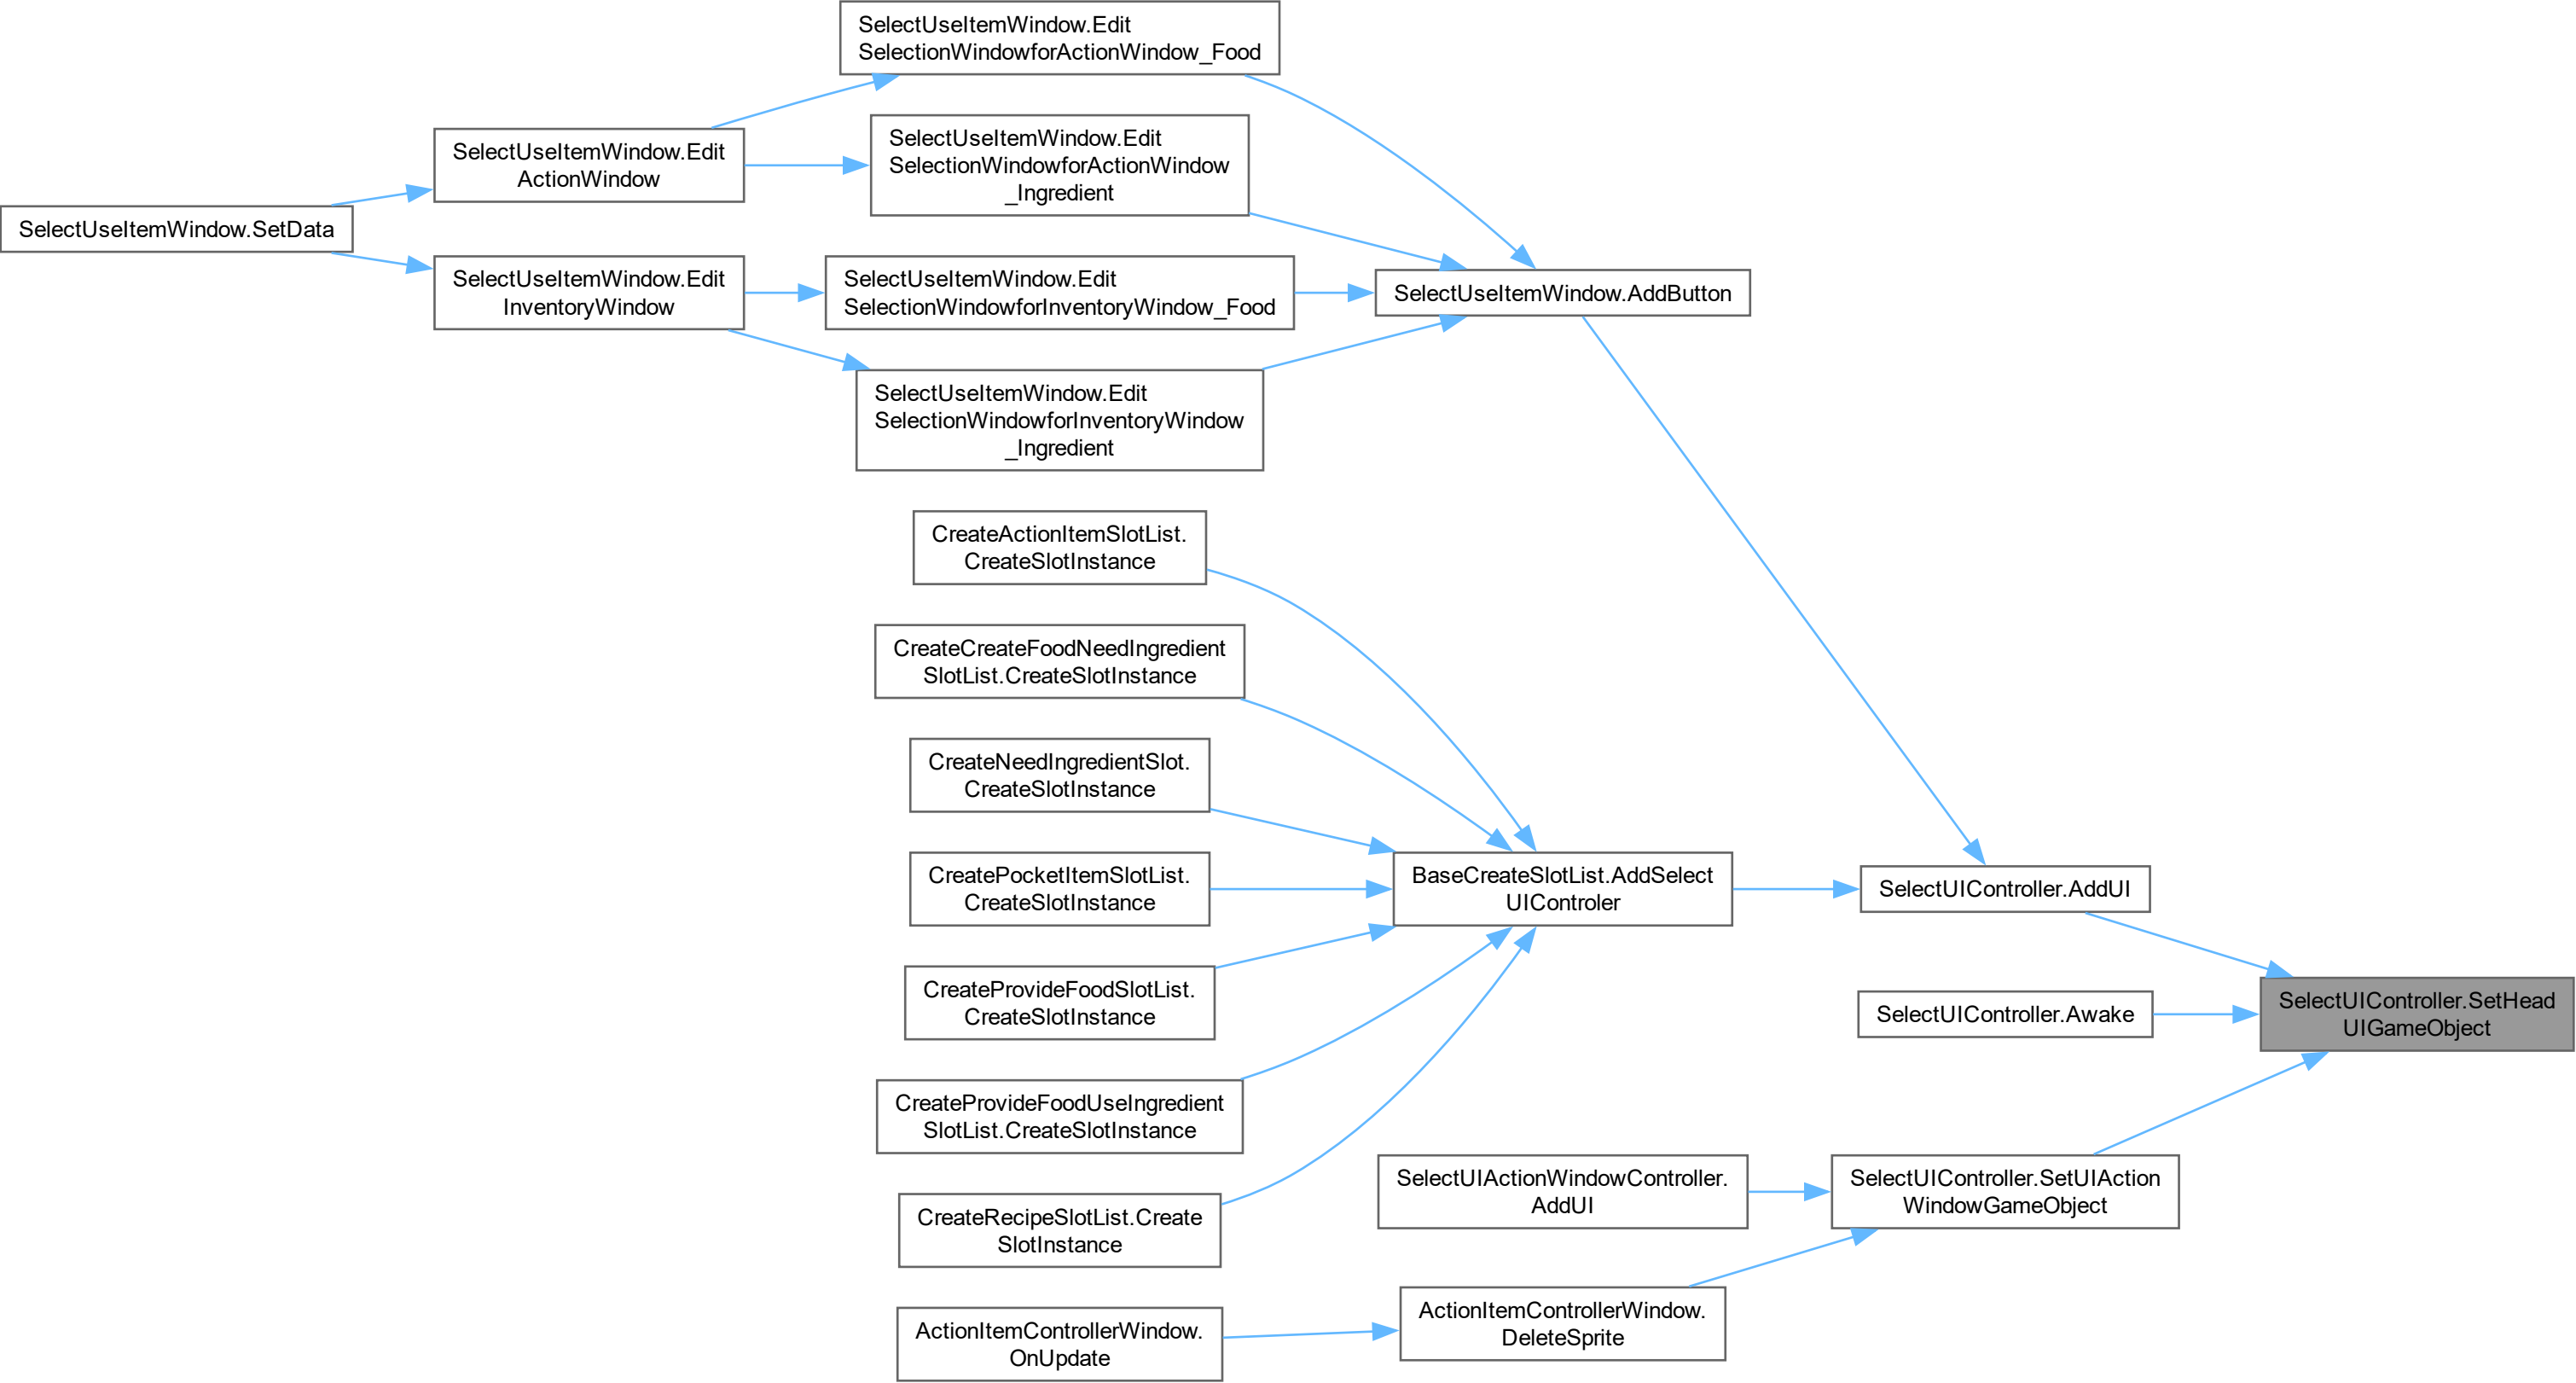 SelectUseItemWindow.Edit
SelectionWindowforActionWindow_Food
SelectUseItemWindow.Edit
ActionWindow
SelectUseItemWindow.Edit
SelectionWindowforActionWindow
_Ingredient
SelectUseItemWindow.SetData
SelectUseItemWindow.Edit
InventoryWindow
SelectUseItemWindow.Edit
SelectionWindowforInventoryWindow_Food
SelectUseItemWindow.AddButton
SelectUseItemWindow.Edit
SelectionWindowforInventoryWindow
_Ingredient
CreateActionItemSlotList.
CreateSlotInstance
CreateCreateFoodNeedIngredient
SlotList.CreateSlotInstance
CreateNeedIngredientSlot.
CreateSlotInstance
CreatePocketItemSlotList.
CreateSlotInstance
BaseCreateSlotList.AddSelect
UIControler
SelectUIController.AddUI
CreateProvideFoodSlotList.
CreateSlotInstance
SelectUIController.Awake
SelectUIController.SetHead
UIGameObject
CreateProvideFoodUseIngredient
SlotList.CreateSlotInstance
SelectUIActionWindowController.
AddUI
SelectUIController.SetUIAction
WindowGameObject
CreateRecipeSlotList.Create
SlotInstance
ActionItemControllerWindow.
OnUpdate
ActionItemControllerWindow.
DeleteSprite